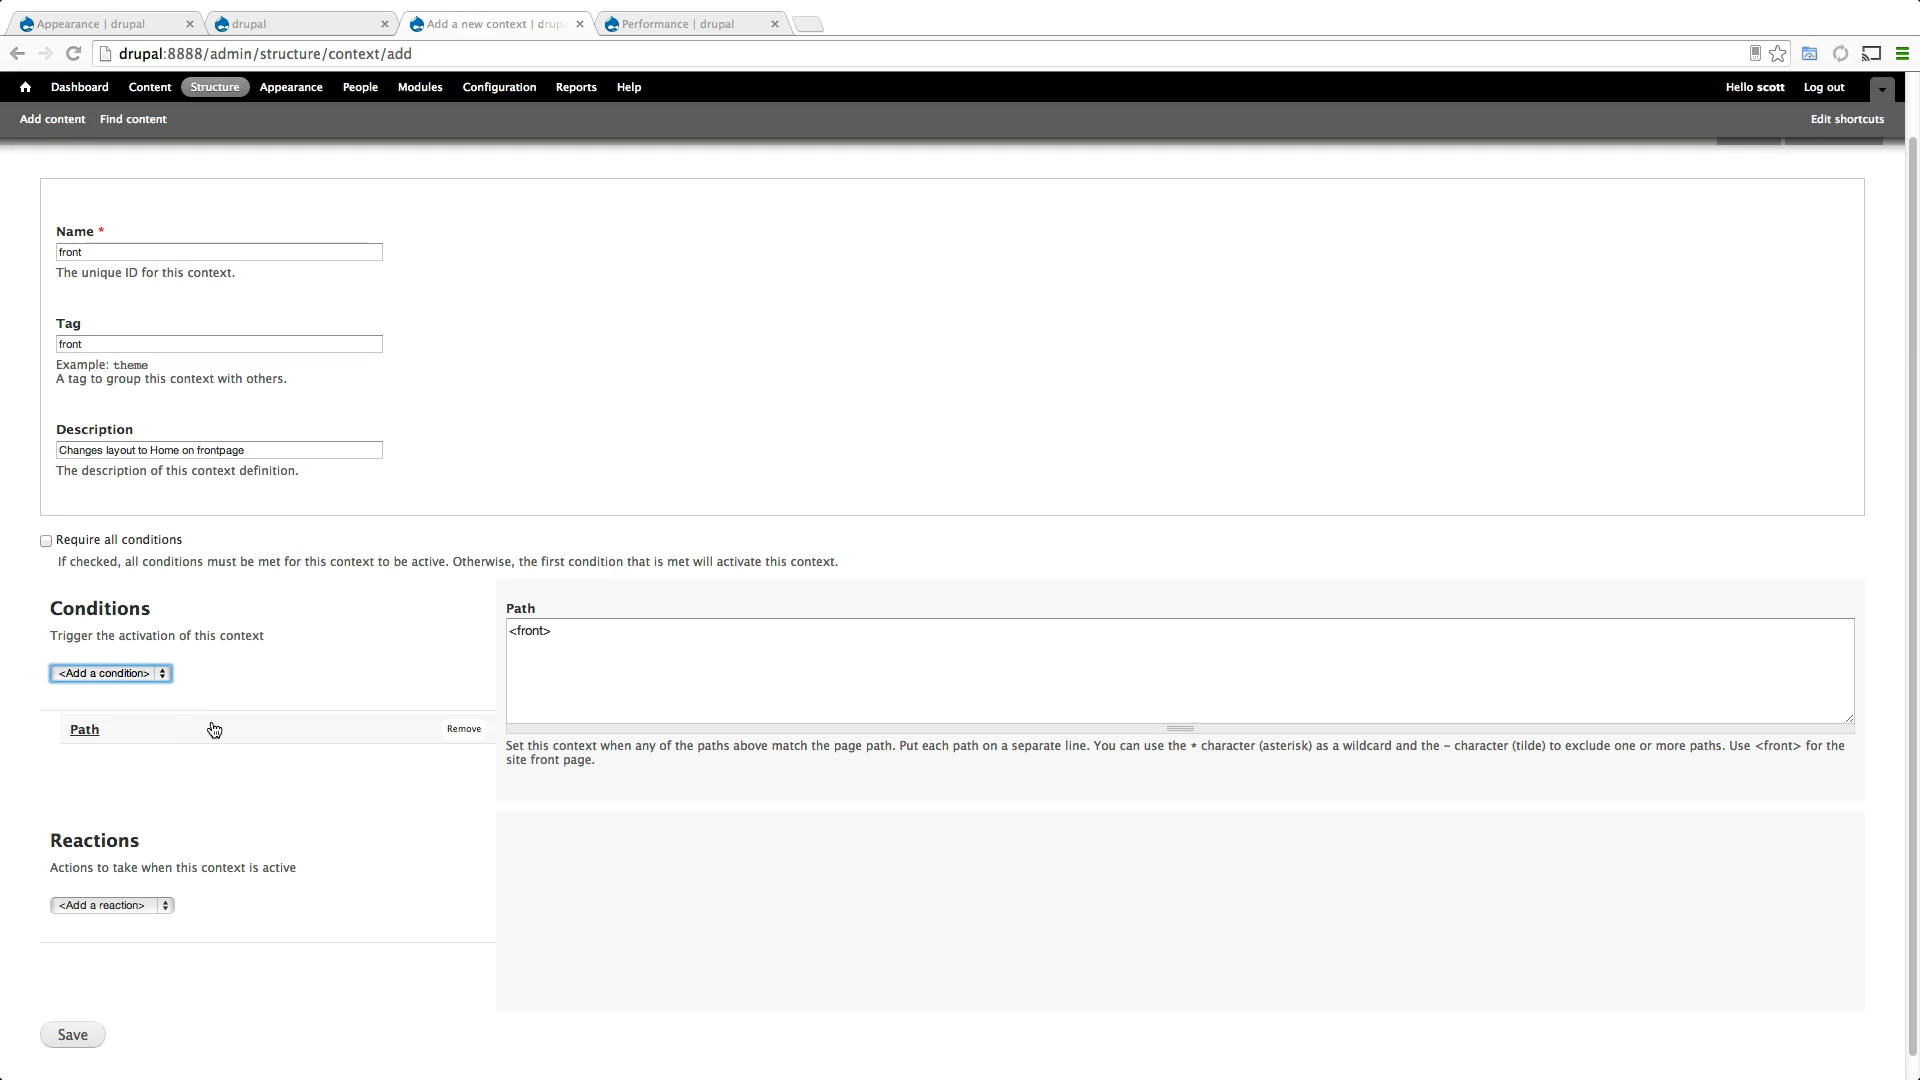 Appearance | drupal
drupal
Add a new context | drup
Performance | drupal
drupal:8888/admin/structure/context/add
Dashboard Content Structure Appearance People Modules Configuration Reports Help Hello scott Log out
Add content Find content Edit shortcuts
Name *
front
The unique ID for this context.
Tag
front
Example: theme
A tag to group this context with others.
Description
Changes layout to Home on frontpage
The description of this context definition.
Require all conditions
If checked, all conditions must be met for this context to be active. Otherwise, the first condition that is met will activate this context.
Conditions
Trigger the activation of this context
<Add a condition>
Path Remove
Path
<front>
Set this context when any of the paths above match the page path. Put each path on a separate line. You can use the * character (asterisk) as a wildcard and the ~ character (tilde) to exclude one or more paths. Use <front> for the
site front page.
Reactions
Actions to take when this context is active
<Add a reaction>
Save